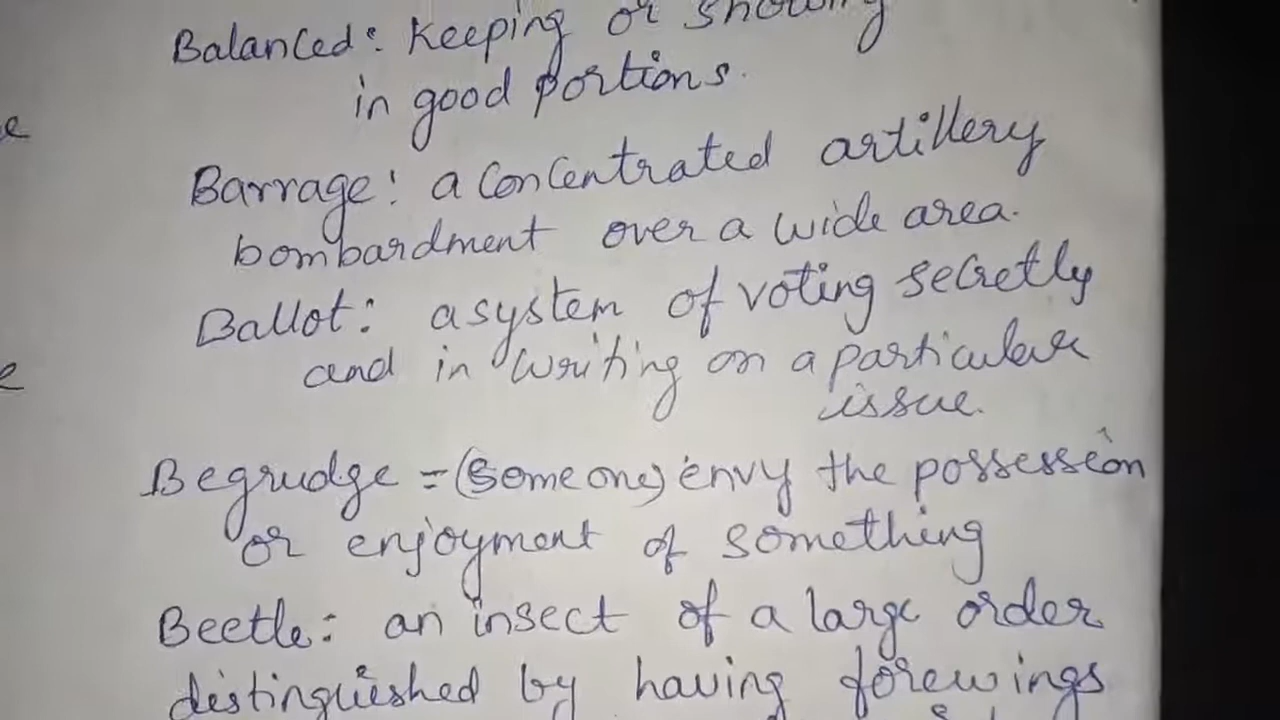 Balanced: Keeping or showing
in good portions.
Barrage: a concentrated artillery
bombardment over a wide area.
Ballot: a system of voting secretly
and in writing on a particular
issue.
Begrudge = (someone) envy the possession
or enjoyment of something
Beetle: an insect of a large order
distinguished by having forewings